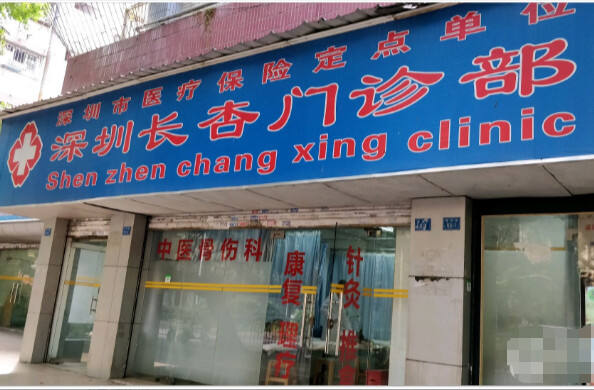 深圳市医疗保险定点单位
深圳长杏门诊部
Shen zhen chang xing clinic
中医骨伤科
康复理疗
针灸推拿